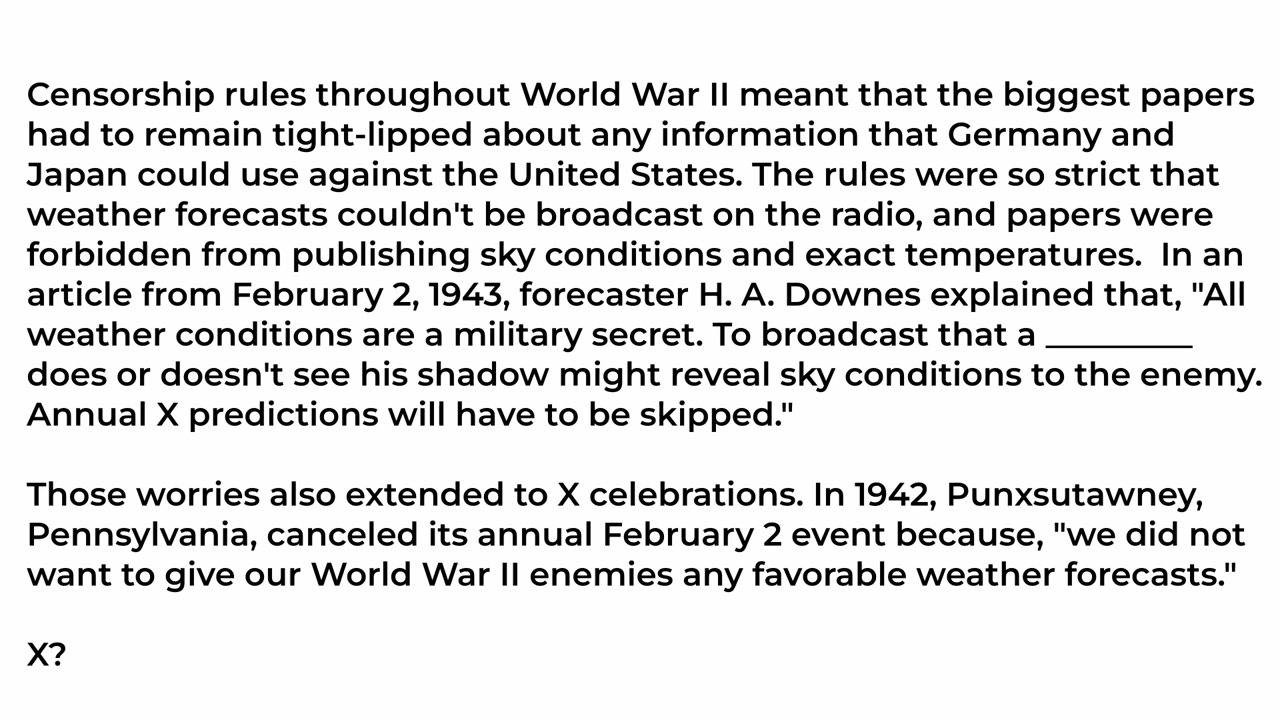 Censorship rules throughout World War II meant that the biggest papers
had to remain tight-lipped about any information that Germany and
Japan could use against the United States. The rules were so strict that
weather forecasts couldn't be broadcast on the radio, and papers were
forbidden from publishing sky conditions and exact temperatures.  In an
article from February 2, 1943, forecaster H. A. Downes explained that, "All
weather conditions are a military secret. To broadcast that a _________
does or doesn't see his shadow might reveal sky conditions to the enemy.
Annual X predictions will have to be skipped."
Those worries also extended to X celebrations. In 1942, Punxsutawney,
Pennsylvania, canceled its annual February 2 event because, "we did not
want to give our World War II enemies any favorable weather forecasts."
X?